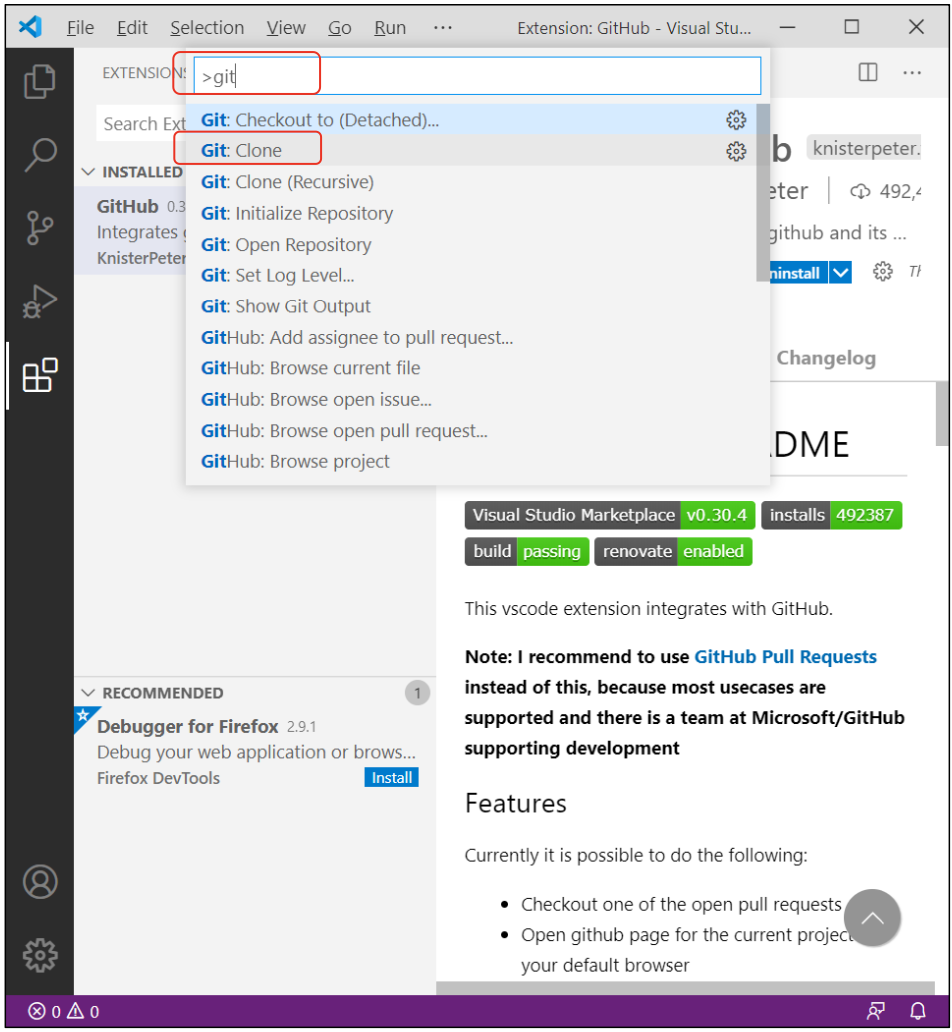 File Edit Selection View Go Run ··· Extension: GitHub - Visual Stu...
EXTENSIONS
>git
Search Ext
Git: Checkout to (Detached)...
Git: Clone
Git: Clone (Recursive)
Git: Initialize Repository
Git: Open Repository
Git: Set Log Level...
Git: Show Git Output
GitHub: Add assignee to pull request...
GitHub: Browse current file
GitHub: Browse open issue...
GitHub: Browse open pull request...
GitHub: Browse project
INSTALLED
GitHub 0.3
Integrates
KnisterPeter
b knisterpeter.
eter 492,4
github and its ...
ninstall Th
Changelog
DME
Visual Studio Marketplace v0.30.4 installs 492387
build passing renovate enabled
This vscode extension integrates with GitHub.
Note: I recommend to use GitHub Pull Requests
instead of this, because most usecases are
supported and there is a team at Microsoft/GitHub
supporting development
Features
Currently it is possible to do the following:
• Checkout one of the open pull requests
• Open github page for the current project
your default browser
RECOMMENDED 1
Debugger for Firefox 2.9.1
Debug your web application or brows...
Firefox DevTools Install
0 0